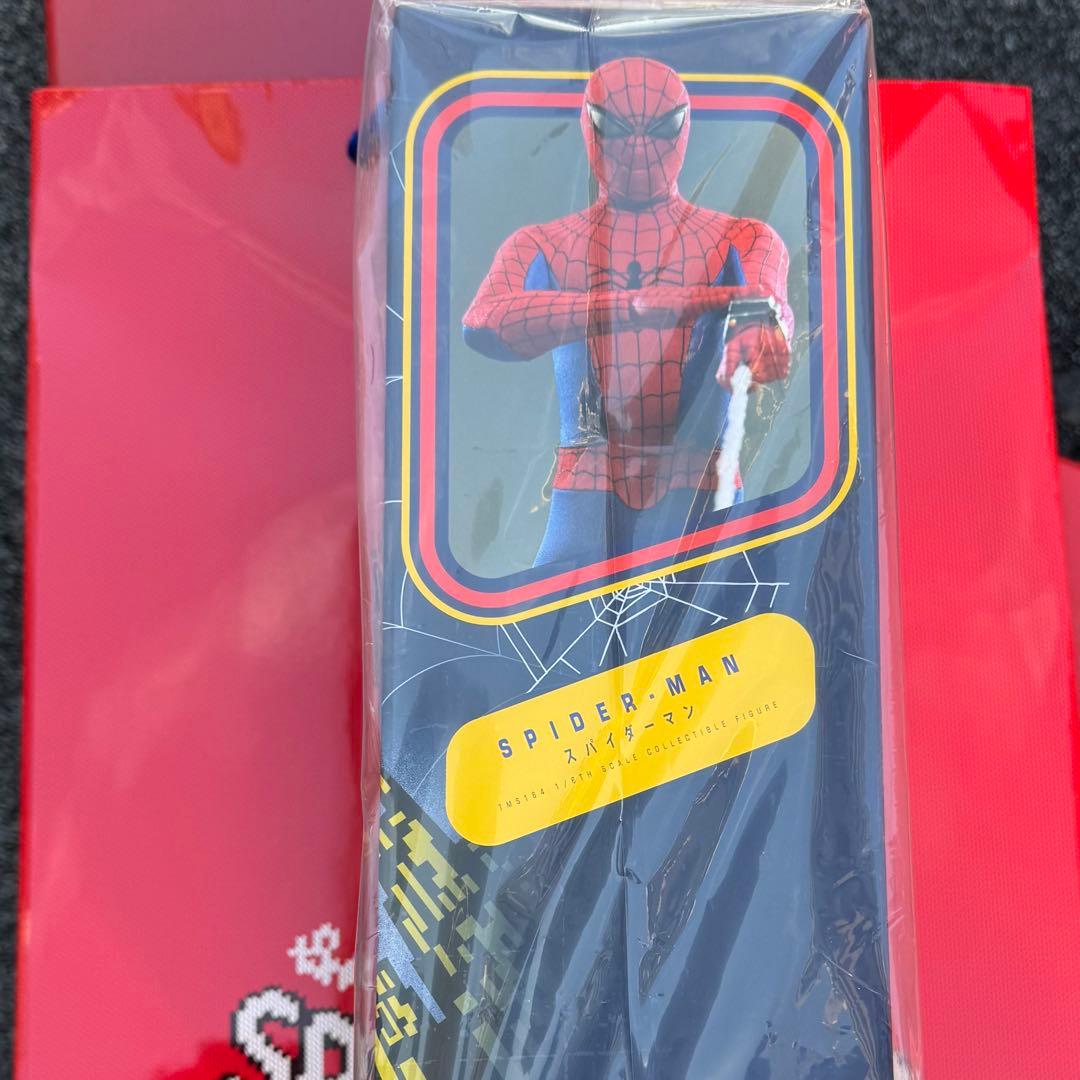 SPIDER-MAN
スパイダーマン
TMS164 1/6TH SCALE COLLECTIBLE FIGURE